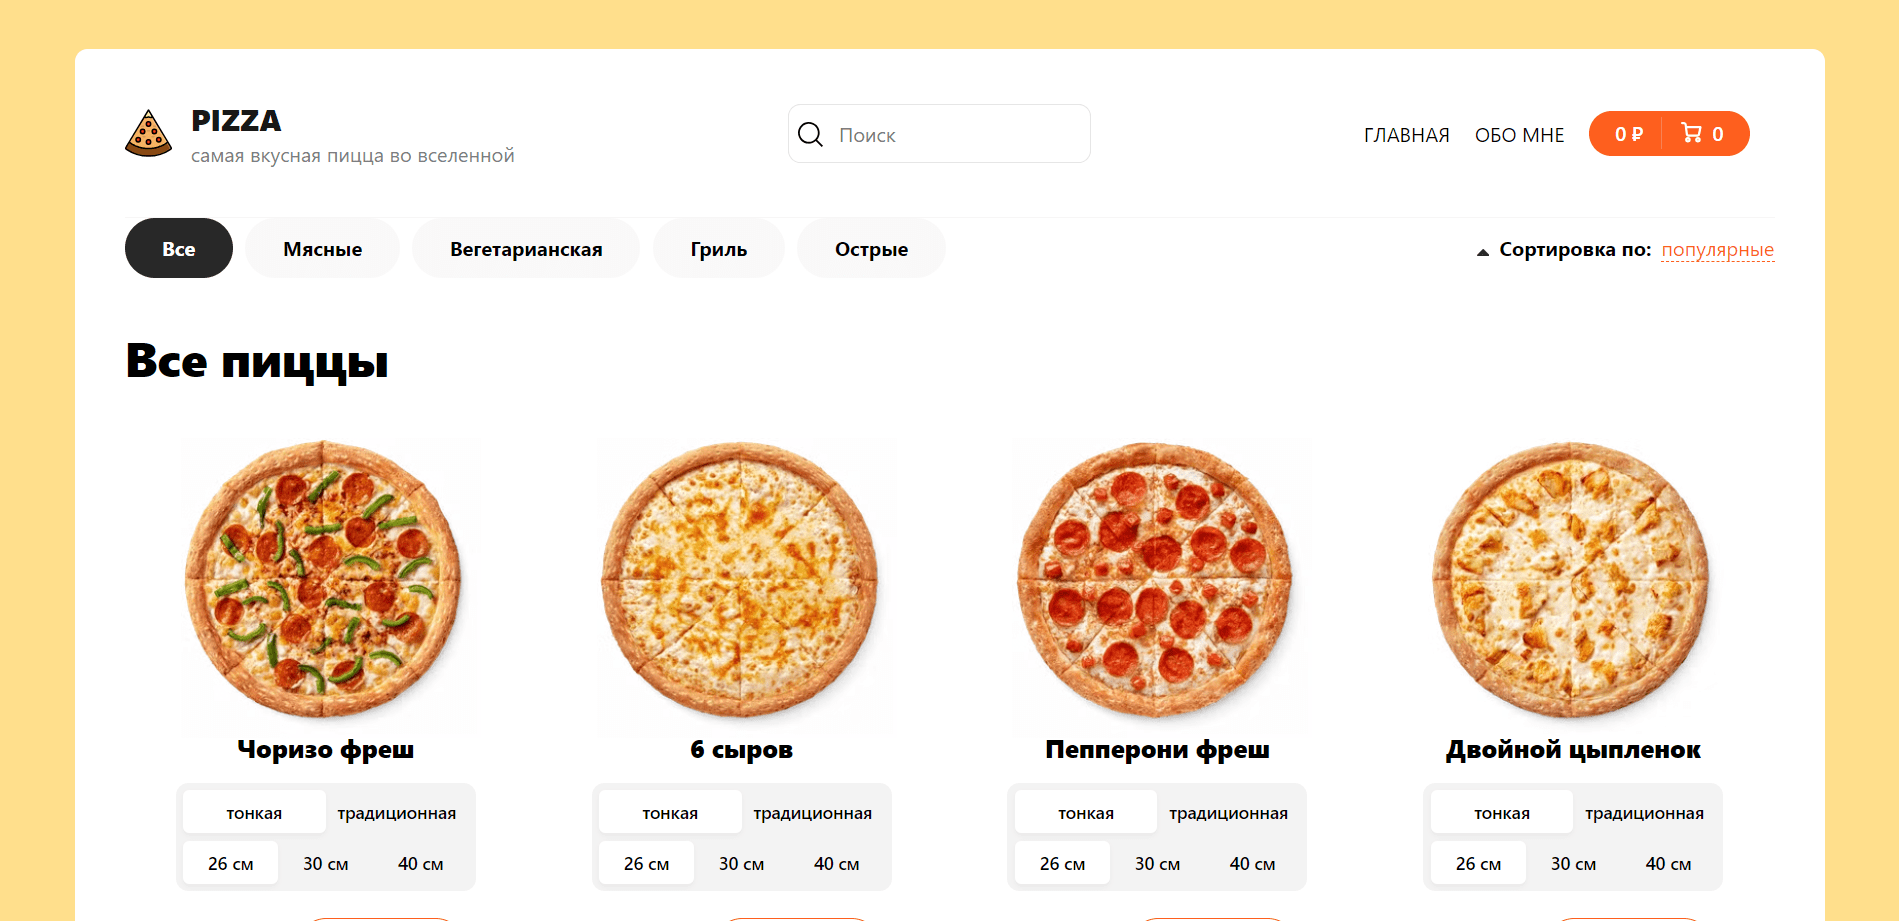 PIZZA
самая вкусная пицца во вселенной
Поиск
ГЛАВНАЯ ОБО МНЕ 0 ₽ 0
Все Мясные Вегетарианская Гриль Острые Сортировка по: популярные
Все пиццы
Чоризо фреш 6 сыров Пепперони фреш Двойной цыпленок
тонкая традиционная тонкая традиционная тонкая традиционная тонкая традиционная
26 см 30 см 40 см 26 см 30 см 40 см 26 см 30 см 40 см 26 см 30 см 40 см